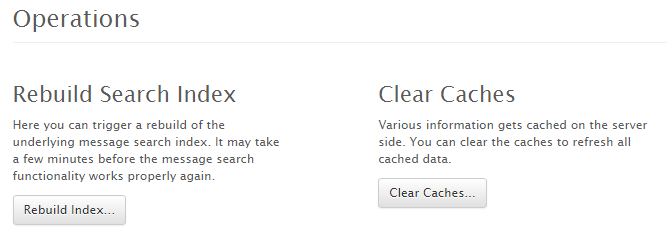 Operations
Rebuild Search Index
Here you can trigger a rebuild of the
underlying message search index. It may take
a few minutes before the message search
functionality works properly again.
Rebuild Index...
Clear Caches
Various information gets cached on the server
side. You can clear the caches to refresh all
cached data.
Clear Caches...